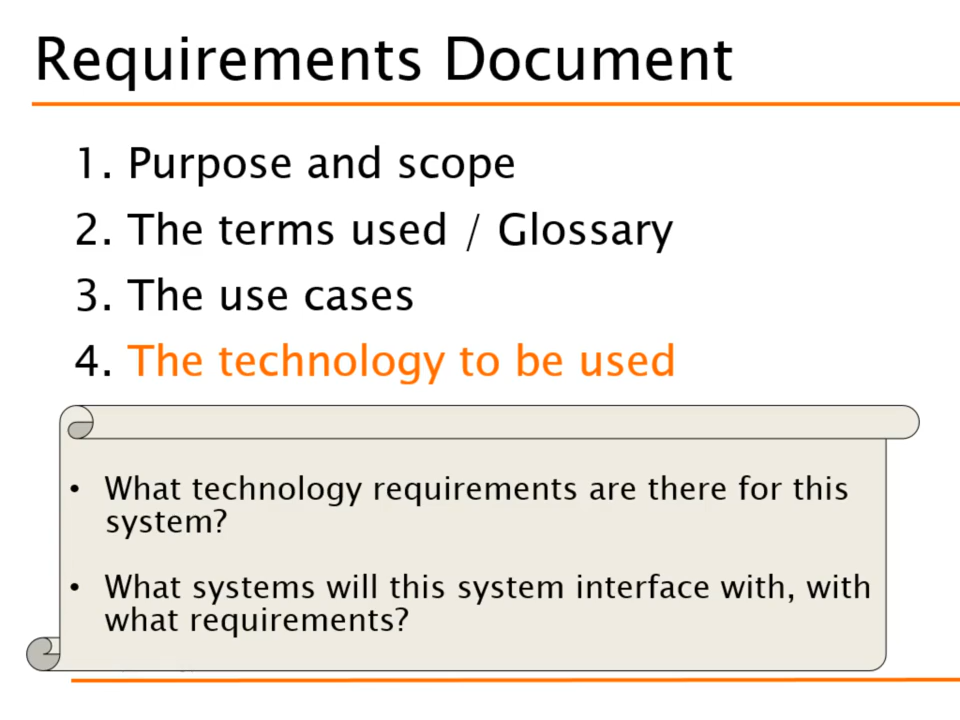 Requirements Document
1. Purpose and scope
2. The terms used / Glossary
3. The use cases
4. The technology to be used
• What technology requirements are there for this
system?
• What systems will this system interface with, with
what requirements?